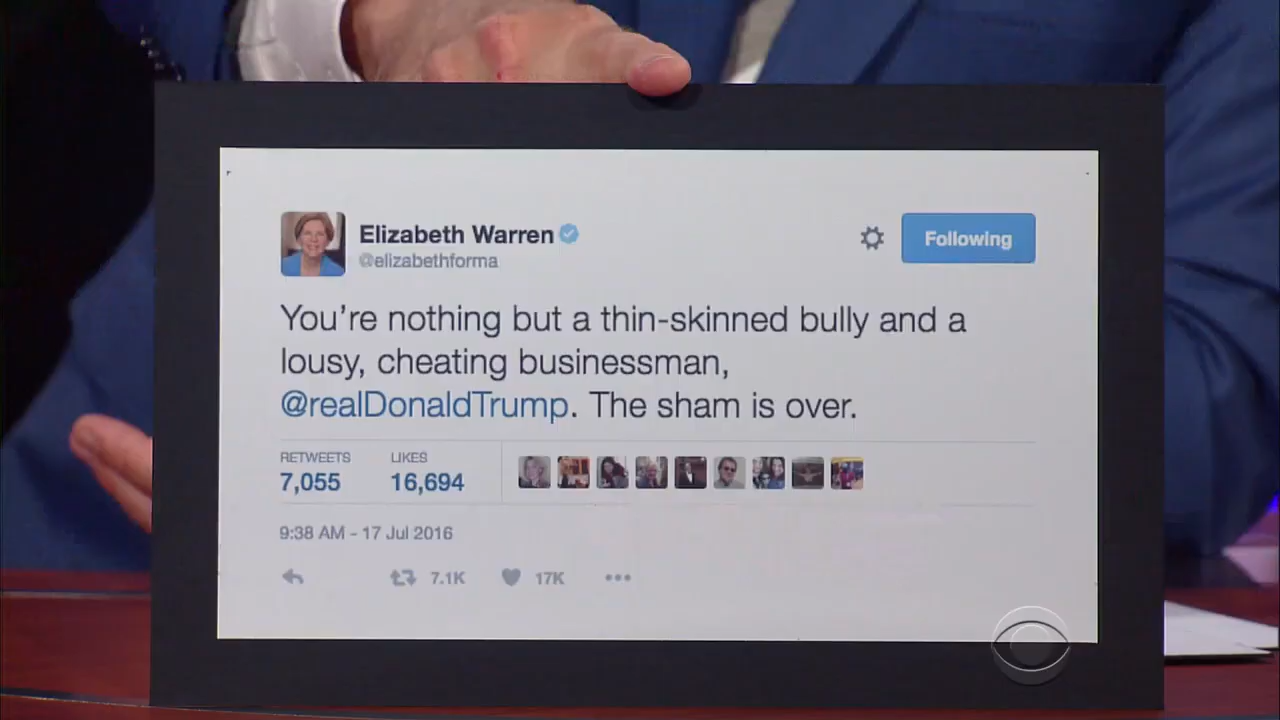 Elizabeth Warren
@elizabethforma
Following
You're nothing but a thin-skinned bully and a
lousy, cheating businessman,
@realDonaldTrump. The sham is over.
RETWEETS LIKES
7,055 16,694
9:38 AM - 17 Jul 2016
7.1K 17K